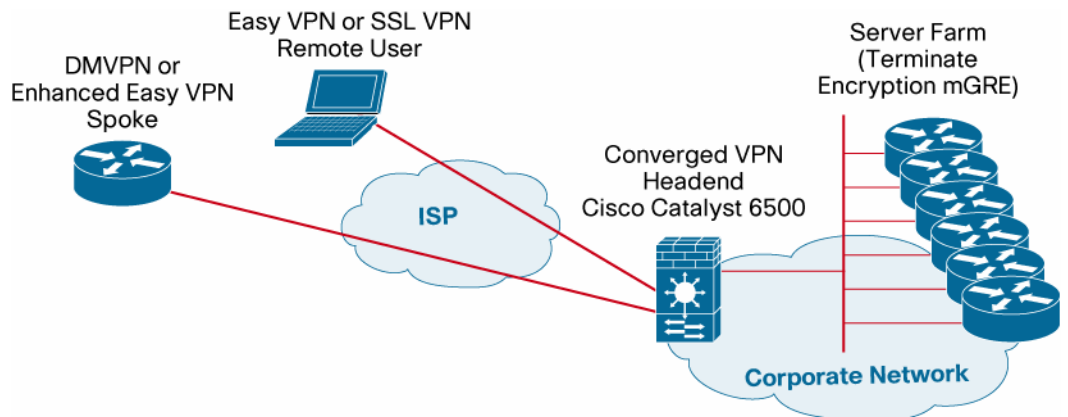 Easy VPN or SSL VPN
Remote User
DMVPN or
Enhanced Easy VPN
Spoke
Server Farm
(Terminate
Encryption mGRE)
Converged VPN
Headend
Cisco Catalyst 6500
ISP
Corporate Network